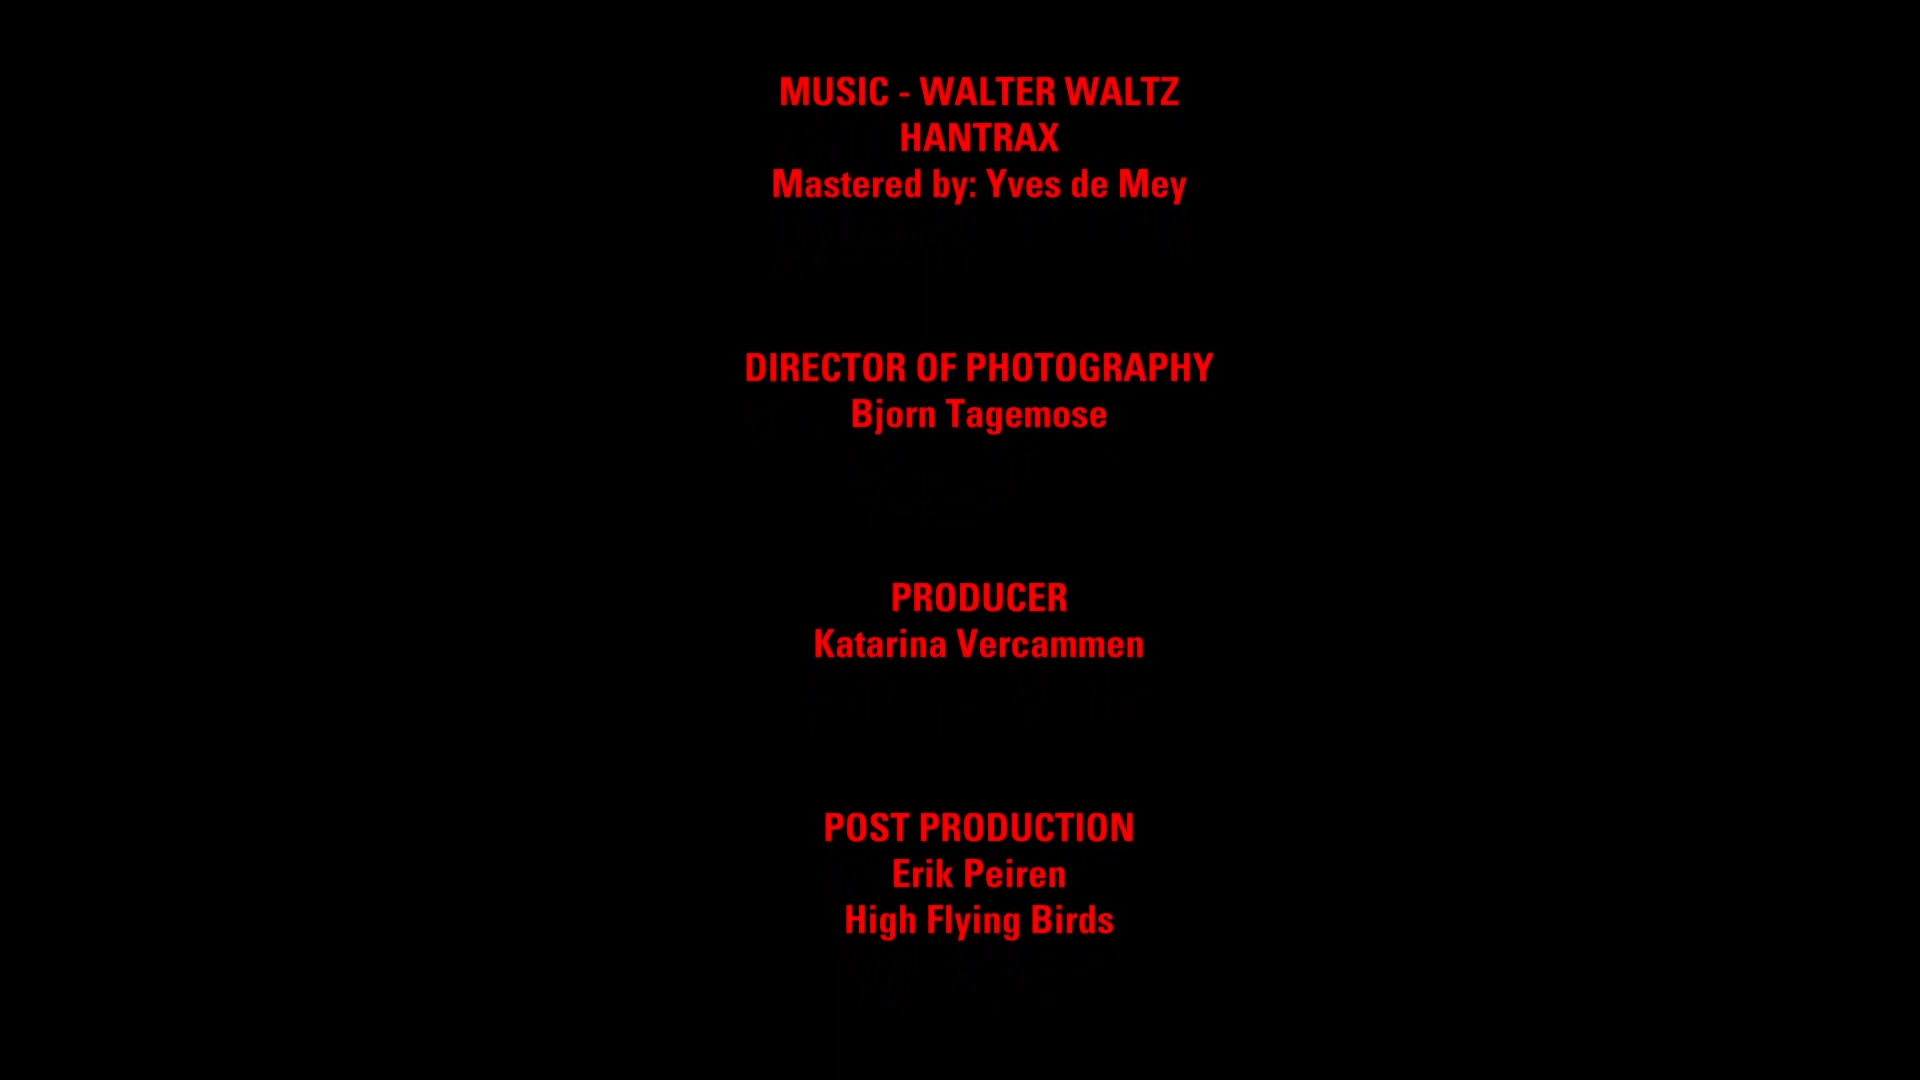 MUSIC - WALTER WALTZ
HANTRAX
Mastered by: Yves de Mey
DIRECTOR OF PHOTOGRAPHY
Bjorn Tagemose
PRODUCER
Katarina Vercammen
POST PRODUCTION
Erik Peiren
High Flying Birds